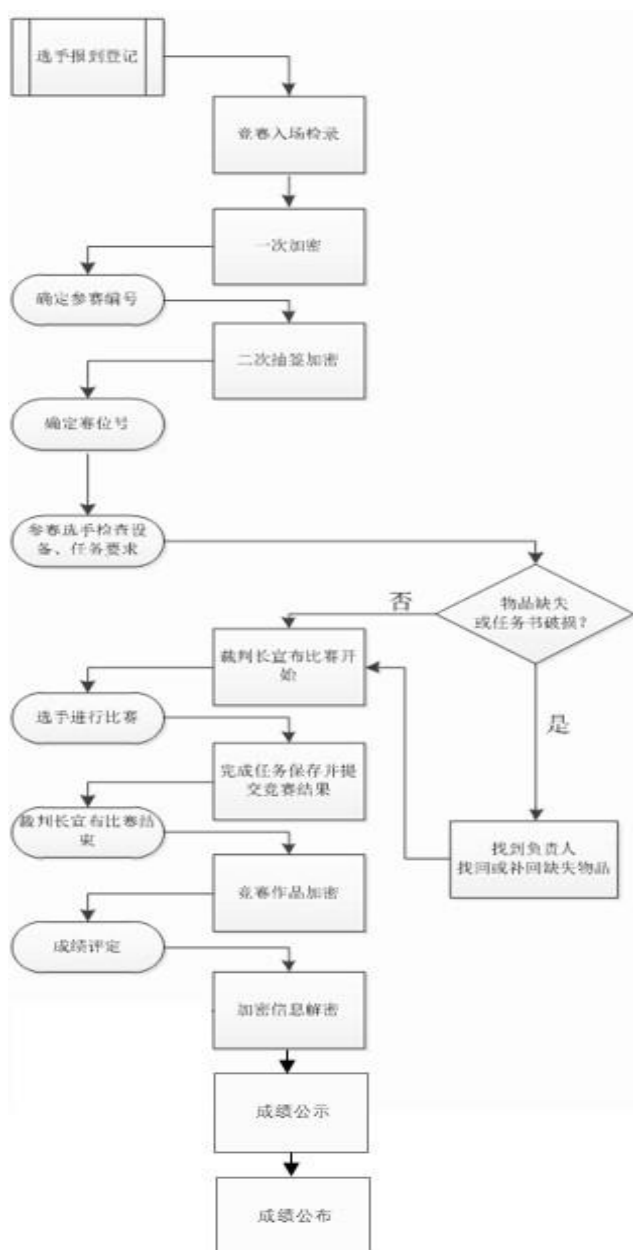 选手报到登记
竞赛入场检录
一次加密
确定参赛编号
二次抽签加密
确定赛位号
参赛选手检查设
备、任务要求
物品缺失
或任务书破损?
否
是
裁判长宣布比赛开
始
选手进行比赛
完成任务保存并提
交竞赛结果
找到负责人
找回或补回缺失物品
裁判长宣布比赛结
束
竞赛作品加密
成绩评定
加密信息解密
成绩公示
成绩公布